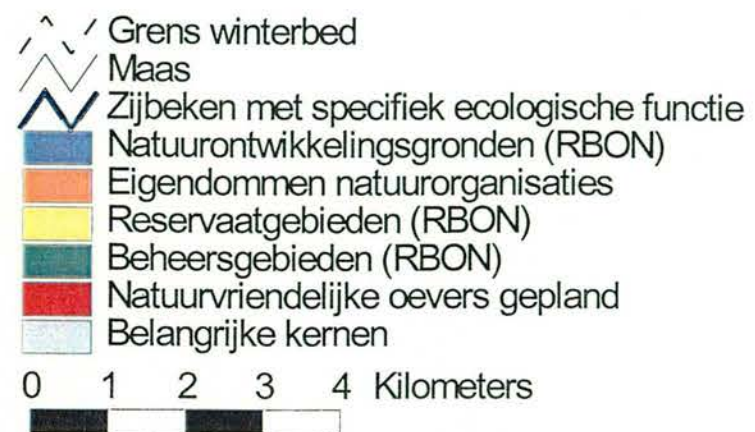 Grens winterbed
Maas
Zijbeken met specifiek ecologische functie
Natuurontwikkelingsgronden (RBON)
Eigendommen natuurorganisaties
Reservaatgebieden (RBON)
Beheersgebieden (RBON)
Natuurvriendelijke oevers gepland
Belangrijke kernen
0 1 2 3 4 Kilometers